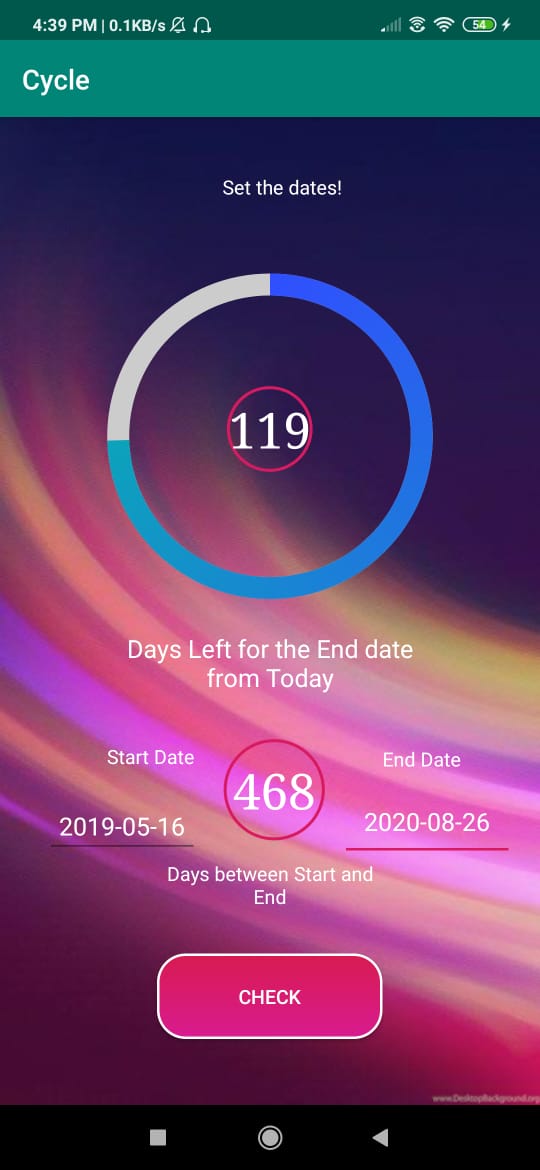 4:39 PM | 0.1KB/s
54
Cycle
Set the dates!
119
Days Left for the End date
from Today
Start Date
468
End Date
2019-05-16
2020-08-26
Days between Start and
End
CHECK
www.DesktopBackground.org